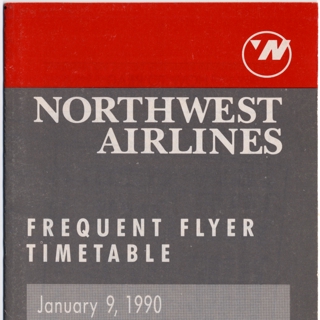 NORTHWEST
AIRLINES
FREQUENT FLYER
TIMETABLE
January 9, 1990